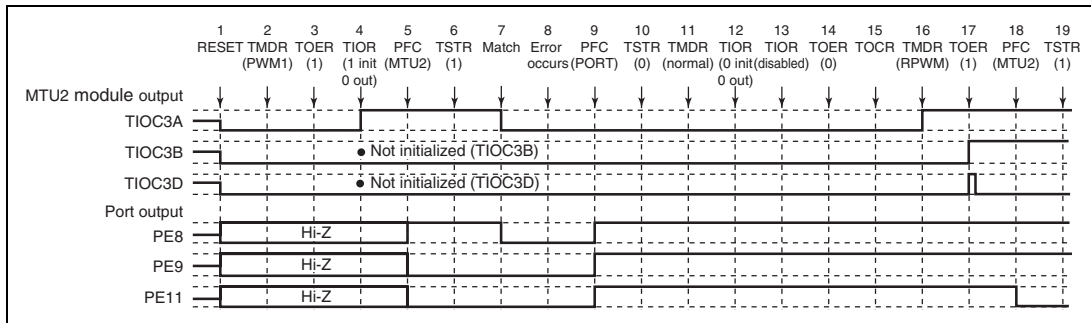 1 2 3 4 5 6 7 8 9 10 11 12 13 14 15 16 17 18 19
RESET TMDR TOER TIOR PFC TSTR Match Error PFC TSTR TMDR TIOR TIOR TOER TOCR TMDR TOER PFC TSTR
(PWM1) (1) (1 init (MTU2) (1) occurs (PORT) (0) (normal) (0 init (disabled) (0) (RPWM) (1) (MTU2) (1)
0 out) 0 out)
MTU2 module output
TIOC3A
TIOC3B • Not initialized (TIOC3B)
TIOC3D • Not initialized (TIOC3D)
Port output
PE8 Hi-Z
PE9 Hi-Z
PE11 Hi-Z